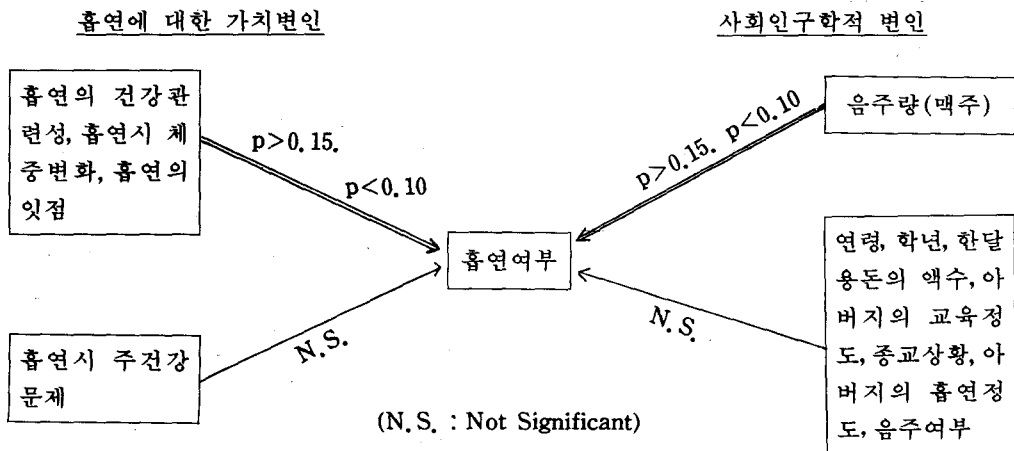 흡연에 대한 가치변인
사회인구학적 변인
흡연의 건강관
련성, 흡연시 체
중변화, 흡연의
잇점
p>0.15.
p<0.10
음주량(맥주)
p>0.15. p<0.10
흡연여부
흡연시 주건강
문제
N.S.
연령, 학년, 한달
용돈의 액수, 아
버지의 교육정
도, 종교상황, 아
버지의 흡연정
도, 음주여부
N.S.
(N.S. : Not Significant)